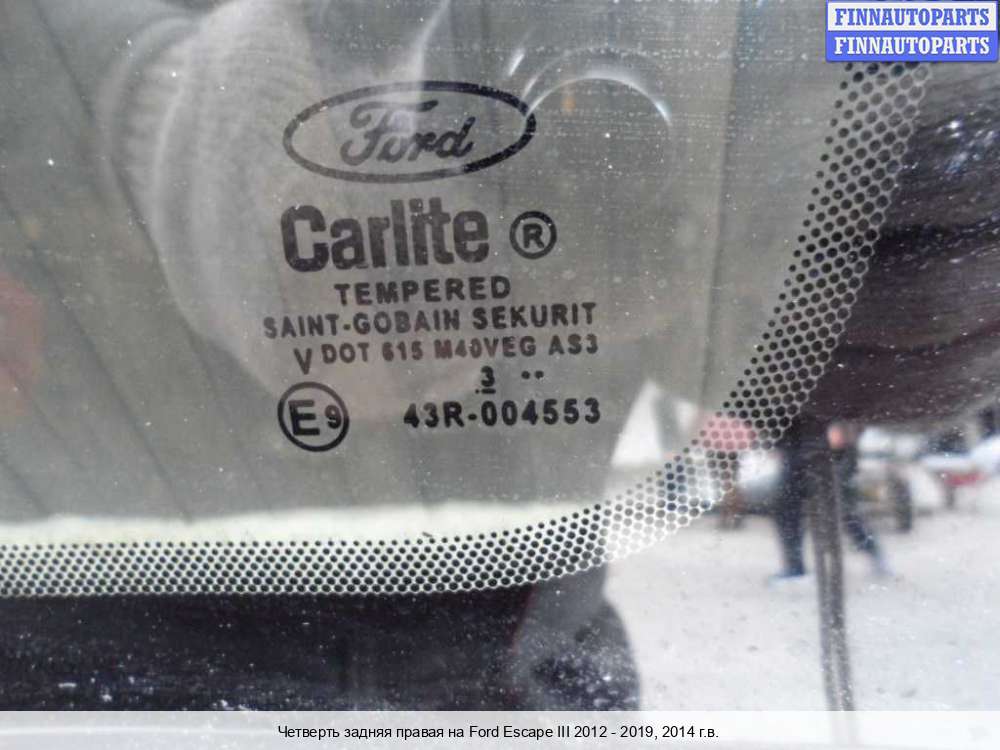 FINNAUTOPARTS
FINNAUTOPARTS
Ford
Carlite ®
TEMPERED
SAINT-GOBAIN SEKURIT
V DOT 615 M40VEG AS3
.3 ..
E9 43R-004553
Четверть задняя правая на Ford Escape III 2012 - 2019, 2014 г.в.